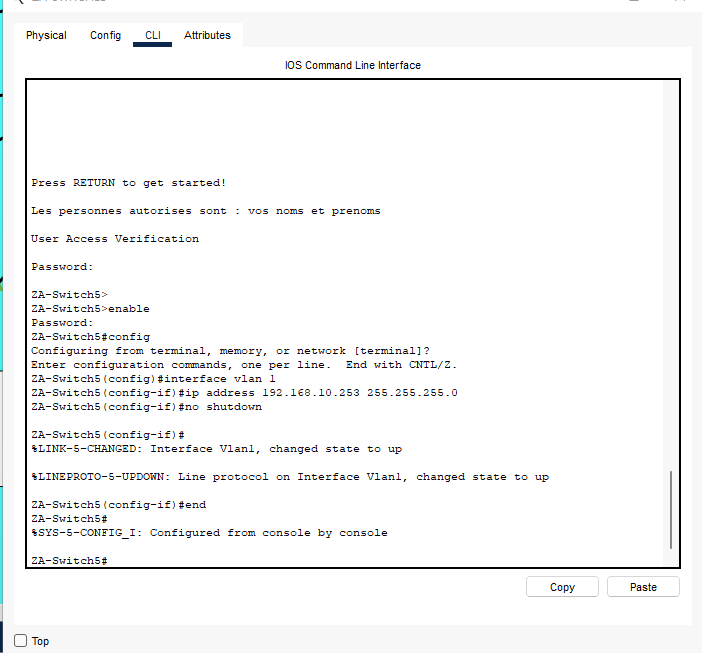 Physical Config CLI Attributes
IOS Command Line Interface
Press RETURN to get started!
Les personnes autorises sont : vos noms et prenoms
User Access Verification
Password:
ZA-Switch5>
ZA-Switch5>enable
Password:
ZA-Switch5#config
Configuring from terminal, memory, or network [terminal]?
Enter configuration commands, one per line.  End with CNTL/Z.
ZA-Switch5(config)#interface vlan 1
ZA-Switch5(config-if)#ip address 192.168.10.253 255.255.255.0
ZA-Switch5(config-if)#no shutdown
ZA-Switch5(config-if)#
%LINK-5-CHANGED: Interface Vlan1, changed state to up
%LINEPROTO-5-UPDOWN: Line protocol on Interface Vlan1, changed state to up
ZA-Switch5(config-if)#end
ZA-Switch5#
%SYS-5-CONFIG_I: Configured from console by console
ZA-Switch5#
Copy Paste
Top